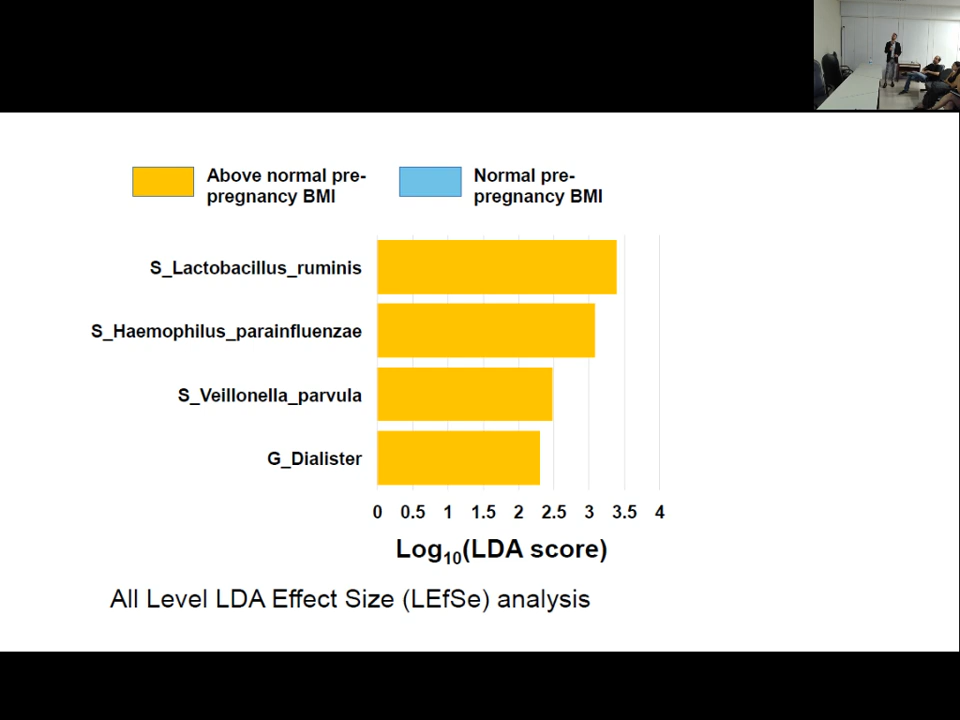 Above normal pre-
pregnancy BMI
Normal pre-
pregnancy BMI
S_Lactobacillus_ruminis
S_Haemophilus_parainfluenzae
S_Veillonella_parvula
G_Dialister
0 0.5 1 1.5 2 2.5 3 3.5 4
Log10(LDA score)
All Level LDA Effect Size (LEfSe) analysis